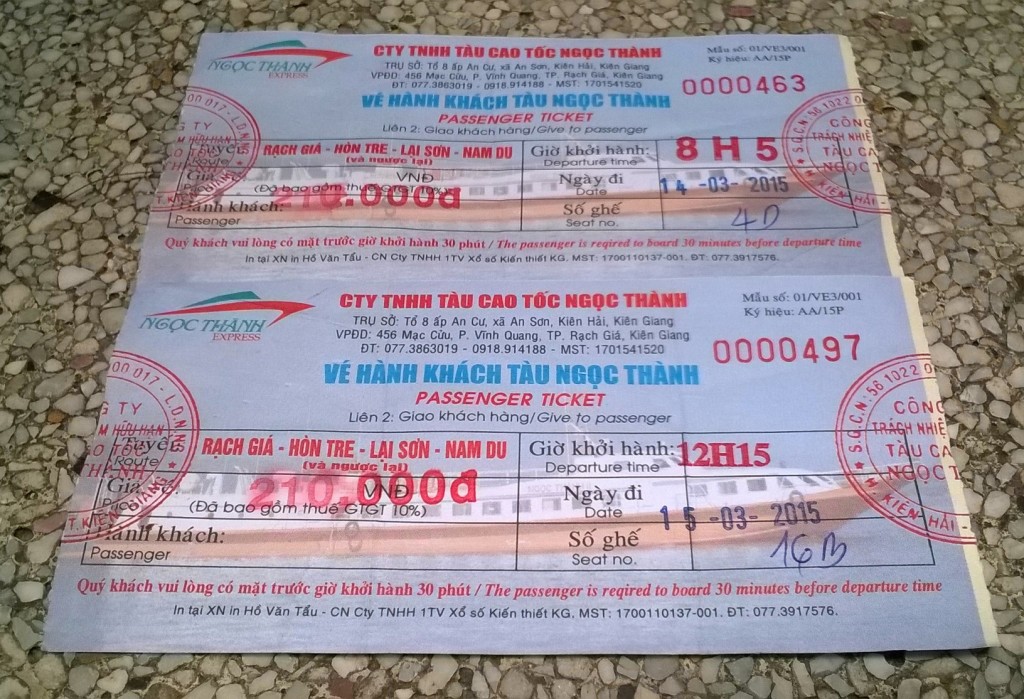 NGỌC THÀNH
EXPRESS
CTY TNHH TÀU CAO TỐC NGỌC THÀNH
TRỤ SỞ: Tổ 8 ấp An Cư, xã An Sơn, Kiên Hải, Kiên Giang
VPĐD: 456 Mạc Cửu, P. Vĩnh Quang, TP. Rạch Giá, Kiên Giang
ĐT: 077.3863019 - 0918.914188 - MST: 1701541520
Mẫu số: 01/VE3/001
Ký hiệu: AA/15P
0000463
VÉ HÀNH KHÁCH TÀU NGỌC THÀNH
PASSENGER TICKET
Liên 2: Giao khách hàng/Give to passenger
Tuyến
Route
RẠCH GIÁ - HÒN TRE - LẠI SƠN - NAM DU
(và ngược lại)
Giờ khởi hành:
Departure time
8H5
Giá
VNĐ
210.000đ
(Đã bao gồm thuế GTGT 10%)
Ngày đi
Date
14-03-2015
Hành khách:
Passenger
Số ghế
Seat no.
4D
Quý khách vui lòng có mặt trước giờ khởi hành 30 phút / The passenger is reqired to board 30 minutes before departure time
In tại XN in Hồ Văn Tẩu - CN Cty TNHH 1TV Xổ số Kiến thiết KG. MST: 1700110137-001. ĐT: 077.3917576.
NGỌC THÀNH
EXPRESS
CTY TNHH TÀU CAO TỐC NGỌC THÀNH
TRỤ SỞ: Tổ 8 ấp An Cư, xã An Sơn, Kiên Hải, Kiên Giang
VPĐD: 456 Mạc Cửu, P. Vĩnh Quang, TP. Rạch Giá, Kiên Giang
ĐT: 077.3863019 - 0918.914188 - MST: 1701541520
Mẫu số: 01/VE3/001
Ký hiệu: AA/15P
0000497
VÉ HÀNH KHÁCH TÀU NGỌC THÀNH
PASSENGER TICKET
Liên 2: Giao khách hàng/Give to passenger
Tuyến
Route
RẠCH GIÁ - HÒN TRE - LẠI SƠN - NAM DU
(và ngược lại)
Giờ khởi hành:
Departure time
12H15
Giá
VNĐ
210.000đ
(Đã bao gồm thuế GTGT 10%)
Ngày đi
Date
15-03-2015
Hành khách:
Passenger
Số ghế
Seat no.
16B
Quý khách vui lòng có mặt trước giờ khởi hành 30 phút / The passenger is reqired to board 30 minutes before departure time
In tại XN in Hồ Văn Tẩu - CN Cty TNHH 1TV Xổ số Kiến thiết KG. MST: 1700110137-001. ĐT: 077.3917576.